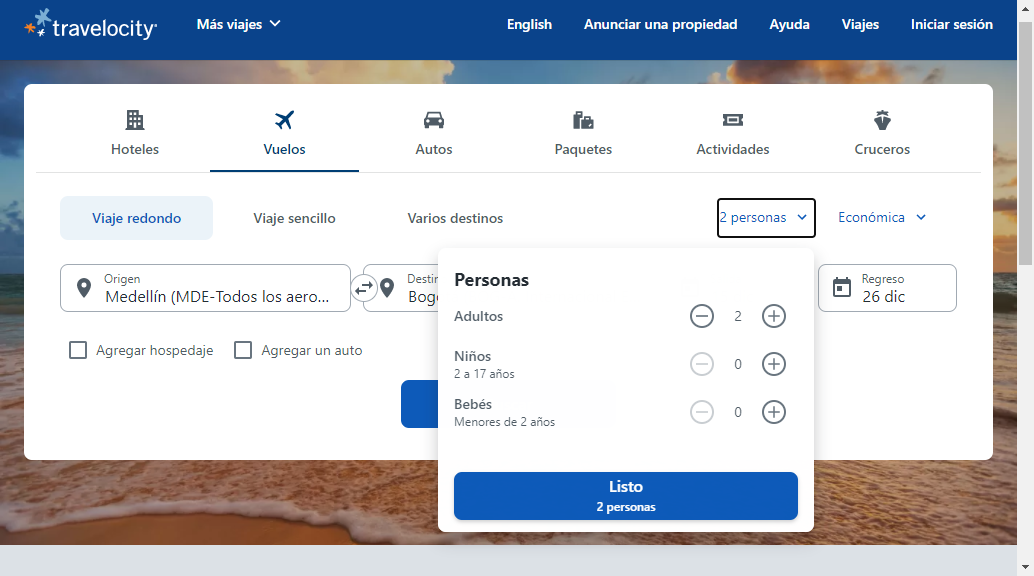 travelocity
Más viajes
English
Anunciar una propiedad
Ayuda
Viajes
Iniciar sesión
Hoteles
Vuelos
Autos
Paquetes
Actividades
Cruceros
Viaje redondo
Viaje sencillo
Varios destinos
2 personas
Económica
Origen
Medellín (MDE-Todos los aero...
Regreso
26 dic
Agregar hospedaje
Agregar un auto
Personas
Adultos
2
Niños
2 a 17 años
0
Bebés
Menores de 2 años
0
Listo
2 personas